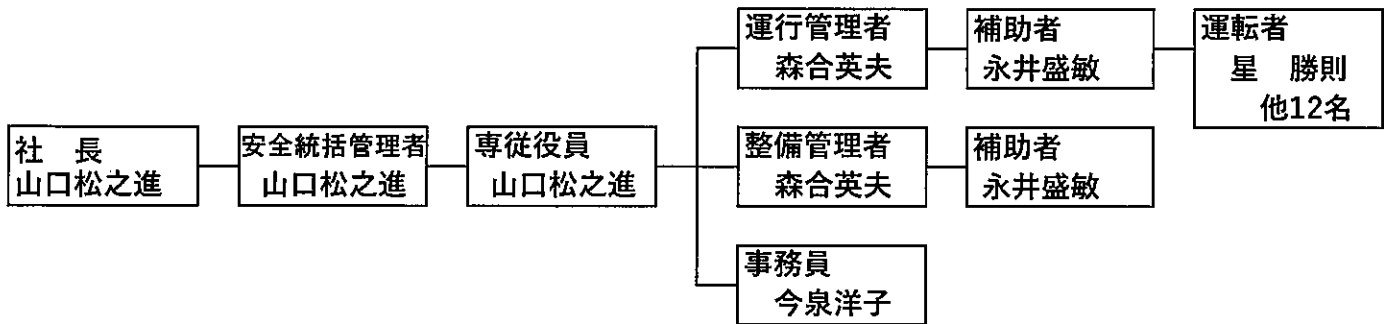 運行管理者
森合英夫
補助者
永井盛敏
運転者
星　勝則
他12名
社　長
山口松之進
安全統括管理者
山口松之進
専従役員
山口松之進
整備管理者
森合英夫
補助者
永井盛敏
事務員
今泉洋子